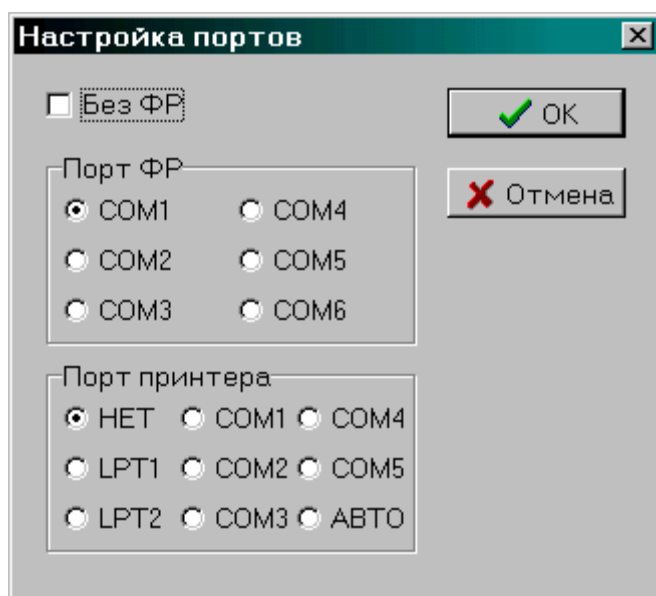 Настройка портов
Без ФР
OK
Порт ФР
Отмена
COM1 COM4
COM2 COM5
COM3 COM6
Порт принтера
НЕТ COM1 COM4
LPT1 COM2 COM5
LPT2 COM3 АВТО